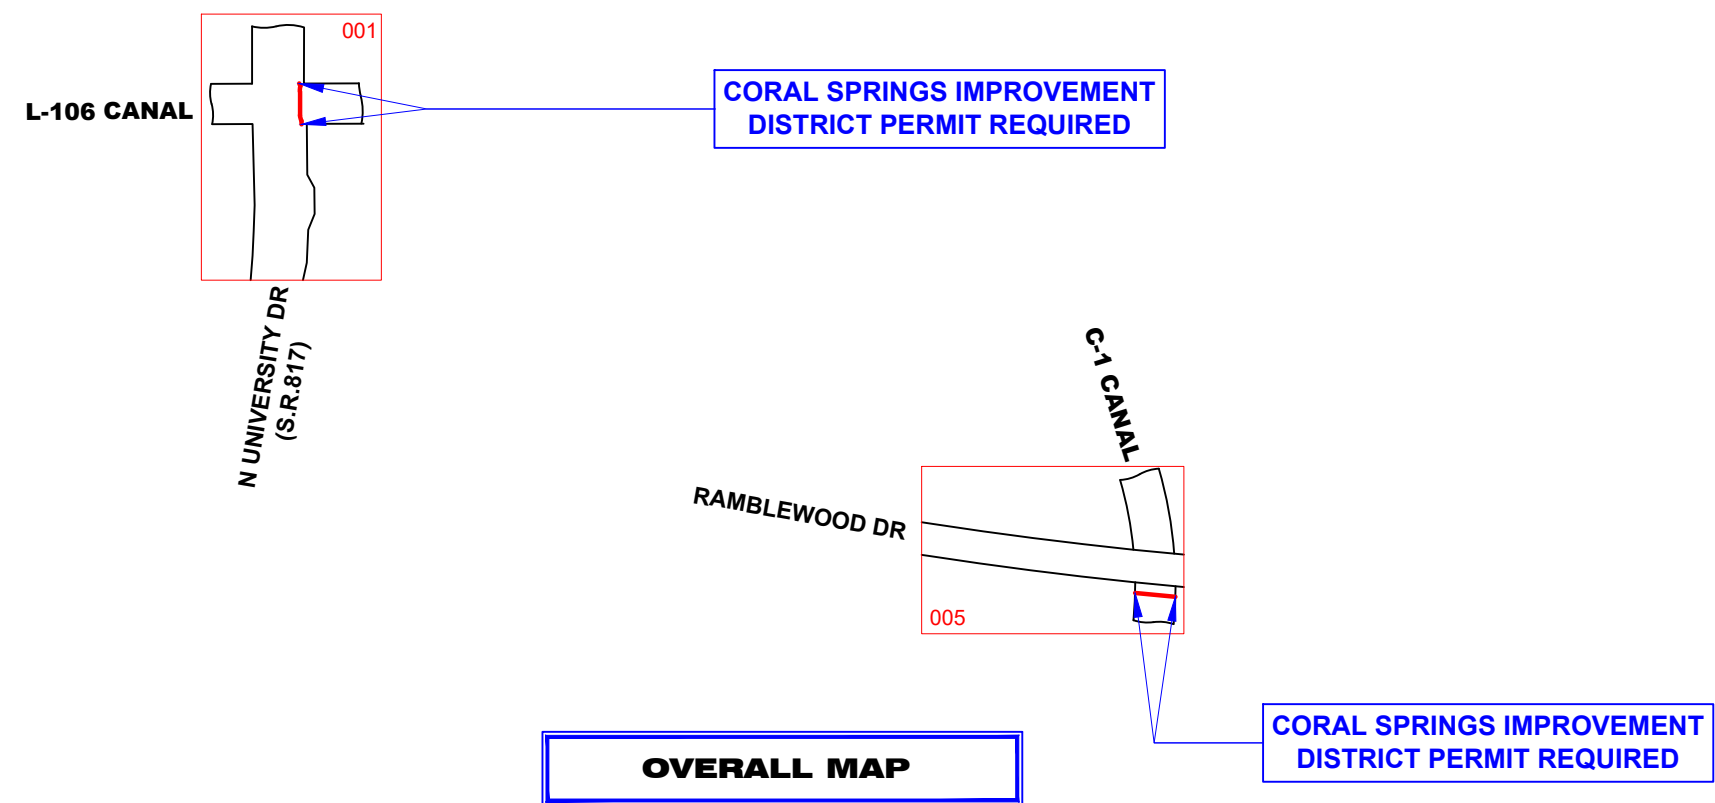 001
L-106 CANAL
CORAL SPRINGS IMPROVEMENT
DISTRICT PERMIT REQUIRED
N UNIVERSITY DR
(S.R.817)
C-1 CANAL
RAMBLEWOOD DR
005
CORAL SPRINGS IMPROVEMENT
DISTRICT PERMIT REQUIRED
OVERALL MAP